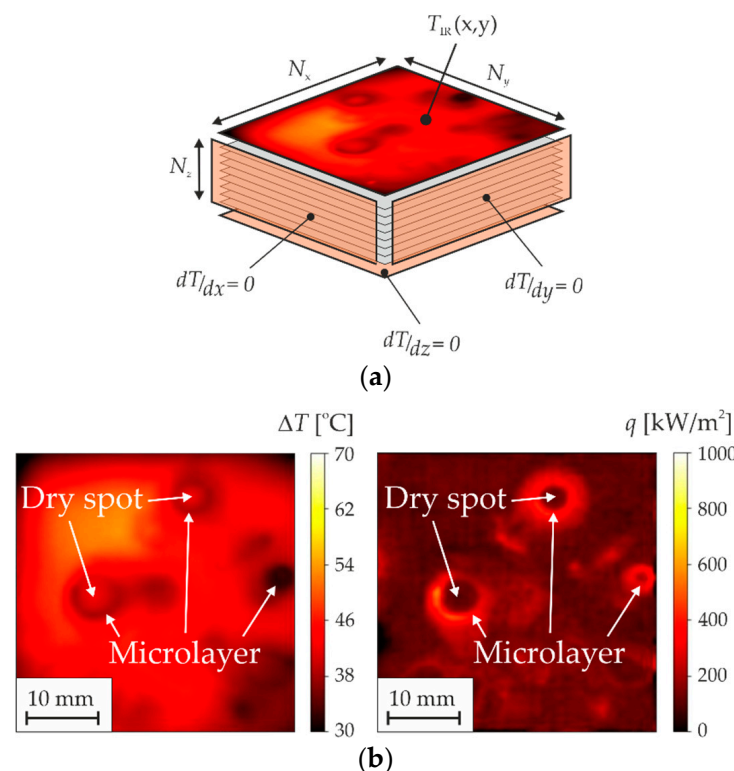 T_IR(x,y)
N_x
N_y
N_z
dT/dx = 0
dT/dy = 0
dT/dz = 0
(a)
ΔT [°C]
q [kW/m²]
70
62
54
46
38
30
Dry spot
Microlayer
10 mm
1000
800
600
400
200
0
Dry spot
Microlayer
10 mm
(b)